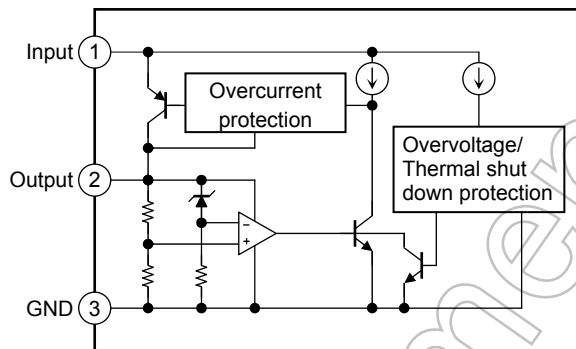 Input 1
Overcurrent
protection
Overvoltage/
Thermal shut
down protection
Output 2
−
+
GND 3